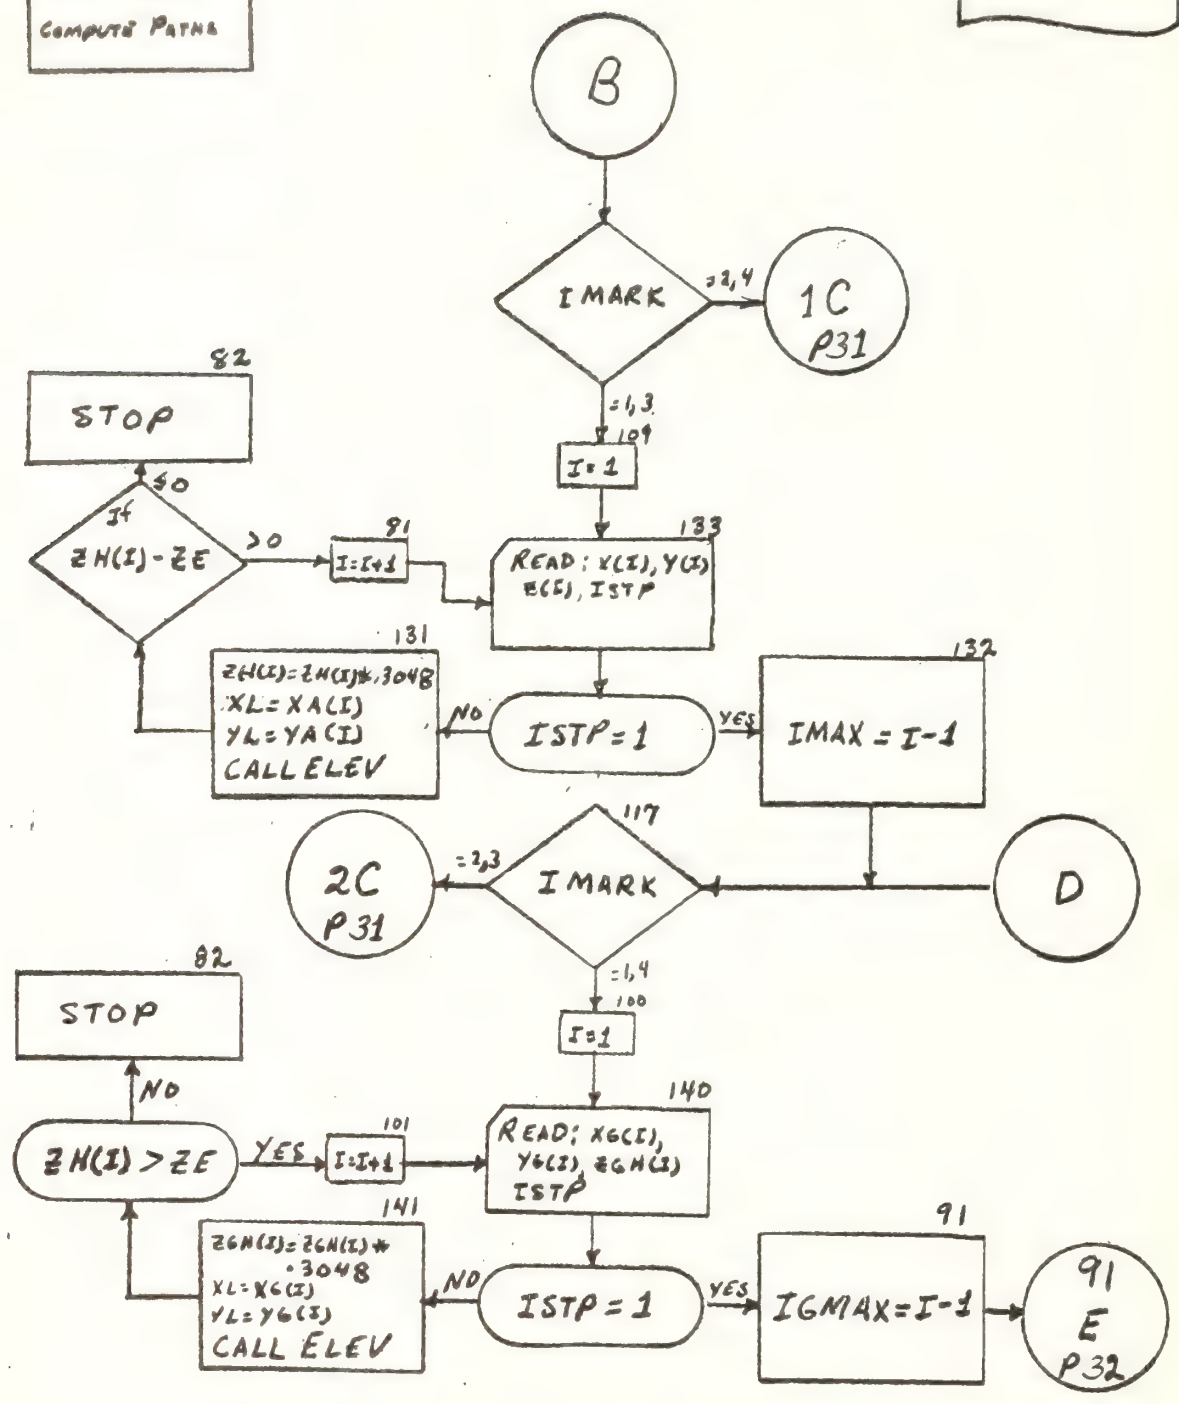 COMPUTE PATHS
B
I MARK
=2,4
1C
P31
=1,3
109
I=1
82
STOP
≤0
If
ZH(I)-ZE
>0
81
I=I+1
133
READ: X(I), Y(I)
Z(I), ISTP
131
ZH(I)=ZH(I)*.3048
XL=XA(I)
YL=YA(I)
CALL ELEV
NO
ISTP=1
YES
132
IMAX=I-1
117
I MARK
=2,3
2C
P31
D
=1,4
100
I=1
82
STOP
NO
ZH(I)>ZE
YES
101
I=I+1
140
READ: XG(I),
YG(I), ZGH(I)
ISTP
141
ZGH(I)=ZGH(I)*
.3048
XL=XG(I)
YL=YG(I)
CALL ELEV
NO
ISTP=1
YES
91
IGMAX=I-1
91
E
P32